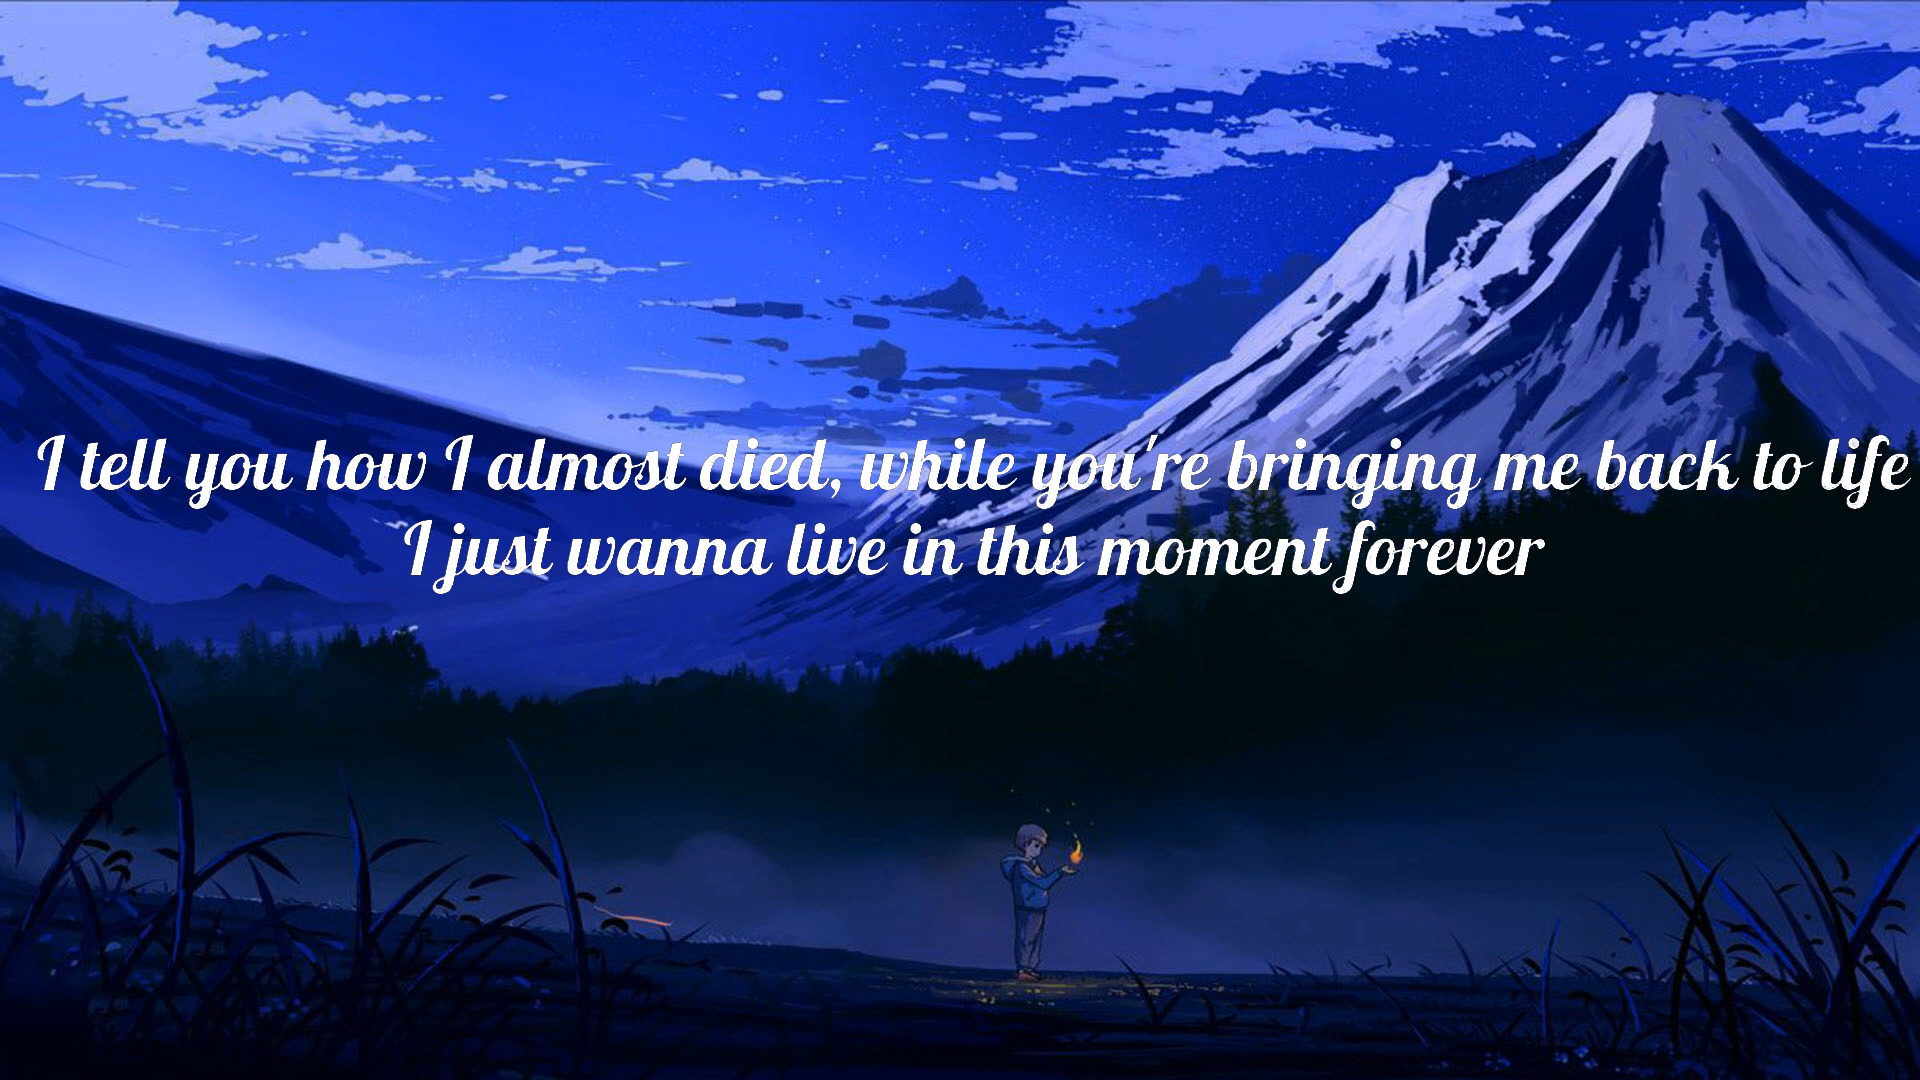 I tell you how I almost died, while you're bringing me back to life
I just wanna live in this moment forever